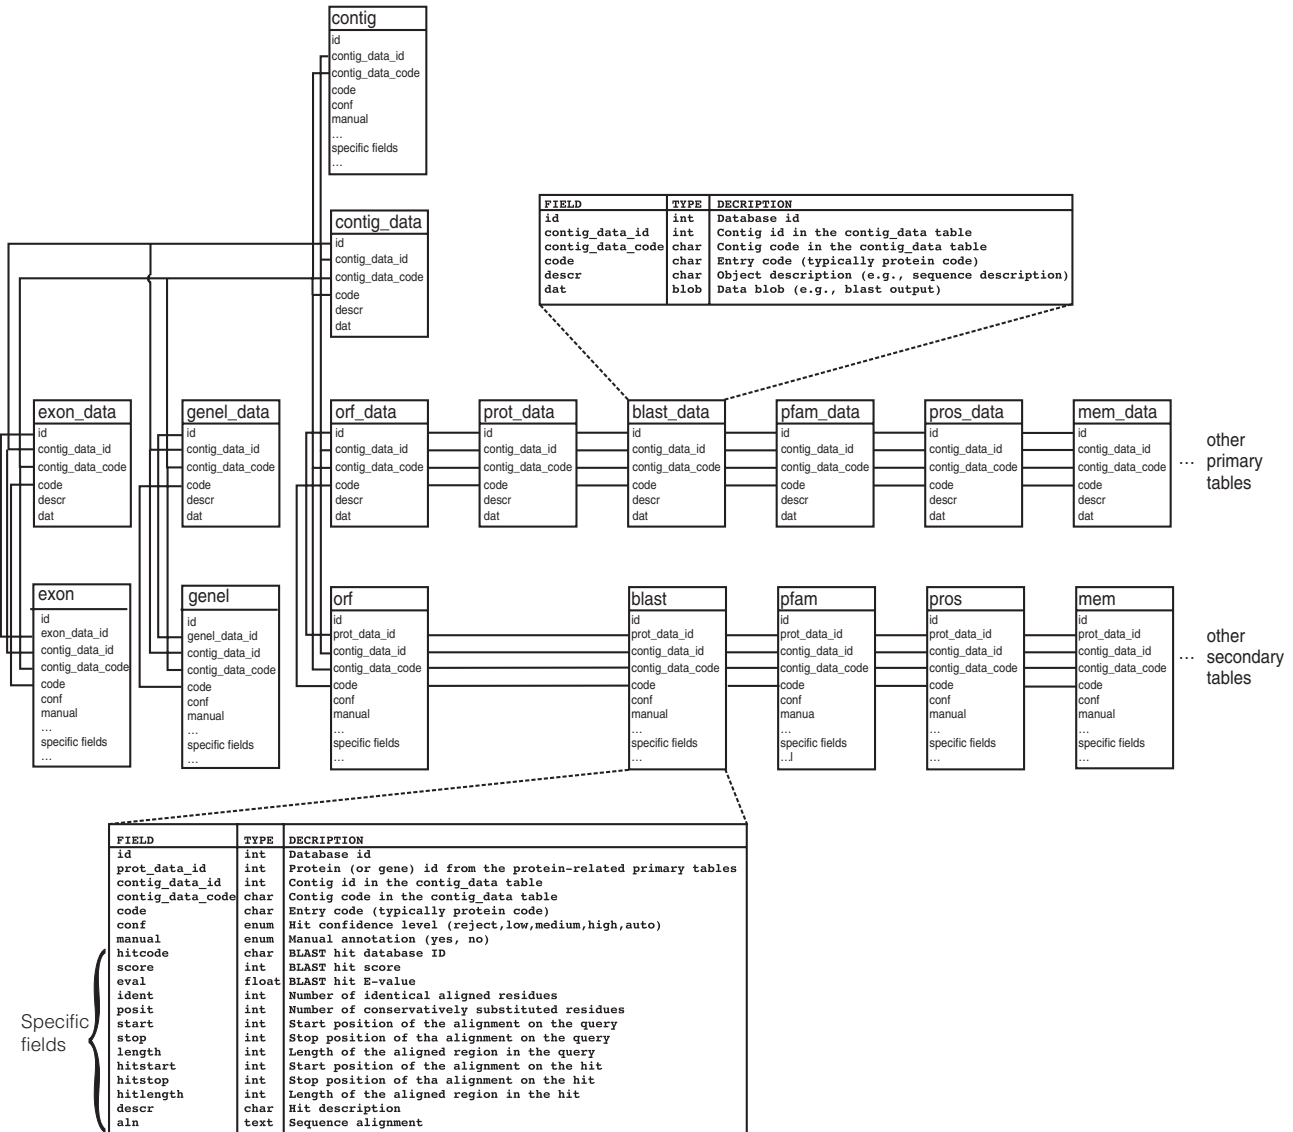 contig
id
contig_data_id
contig_data_code
code
conf
manual
...
specific fields
...
contig_data
id
contig_data_id
contig_data_code
code
descr
dat
FIELD TYPE DECRIPTION
id int Database id
contig_data_id int Contig id in the contig_data table
contig_data_code char Contig code in the contig_data table
code char Entry code (typically protein code)
descr char Object description (e.g., sequence description)
dat blob Data blob (e.g., blast output)
exon_data
id
contig_data_id
contig_data_code
code
descr
dat
genel_data
id
contig_data_id
contig_data_code
code
descr
dat
orf_data
id
contig_data_id
contig_data_code
code
descr
dat
prot_data
id
contig_data_id
contig_data_code
code
descr
dat
blast_data
id
contig_data_id
contig_data_code
code
descr
dat
pfam_data
id
contig_data_id
contig_data_code
code
descr
dat
pros_data
id
contig_data_id
contig_data_code
code
descr
dat
mem_data
id
contig_data_id
contig_data_code
code
descr
dat
... other
primary
tables
exon
id
exon_data_id
contig_data_id
contig_data_code
code
conf
manual
...
specific fields
...
genel
id
genel_data_id
contig_data_id
contig_data_code
code
conf
manual
...
specific fields
...
orf
id
prot_data_id
contig_data_id
contig_data_code
code
conf
manual
...
specific fields
...
blast
id
prot_data_id
contig_data_id
contig_data_code
code
conf
manual
...
specific fields
...
pfam
id
prot_data_id
contig_data_id
contig_data_code
code
conf
manua
...
specific fields
...l
pros
id
prot_data_id
contig_data_id
contig_data_code
code
conf
manual
...
specific fields
...
mem
id
prot_data_id
contig_data_id
contig_data_code
code
conf
manual
...
specific fields
...
... other
secondary
tables
FIELD TYPE DECRIPTION
id int Database id
prot_data_id int Protein (or gene) id from the protein-related primary tables
contig_data_id int Contig id in the contig_data table
contig_data_code char Contig code in the contig_data table
code char Entry code (typically protein code)
conf enum Hit confidence level (reject,low,medium,high,auto)
manual enum Manual annotation (yes, no)
hitcode char BLAST hit database ID
score int BLAST hit score
eval float BLAST hit E-value
ident int Number of identical aligned residues
posit int Number of conservatively substituted residues
start int Start position of the alignment on the query
stop int Stop position of tha alignment on the query
length int Length of the aligned region in the query
hitstart int Start position of the alignment on the hit
hitstop int Stop position of tha alignment on the hit
hitlength int Length of the aligned region in the hit
descr char Hit description
aln text Sequence alignment
Specific
fields